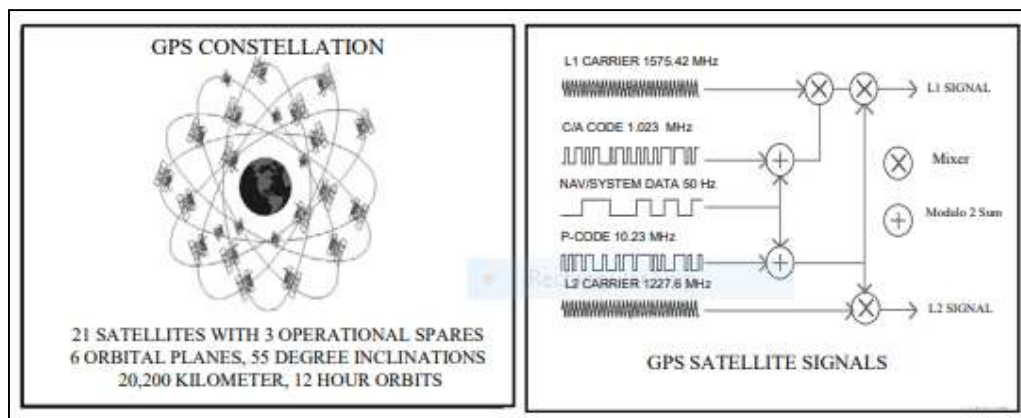 GPS CONSTELLATION
21 SATELLITES WITH 3 OPERATIONAL SPARES
6 ORBITAL PLANES, 55 DEGREE INCLINATIONS
20,200 KILOMETER, 12 HOUR ORBITS
L1 CARRIER 1575.42 MHz
L1 SIGNAL
C/A CODE 1.023 MHz
Mixer
NAV/SYSTEM DATA 50 Hz
Modulo 2 Sum
P-CODE 10.23 MHz
L2 CARRIER 1227.6 MHz
L2 SIGNAL
GPS SATELLITE SIGNALS